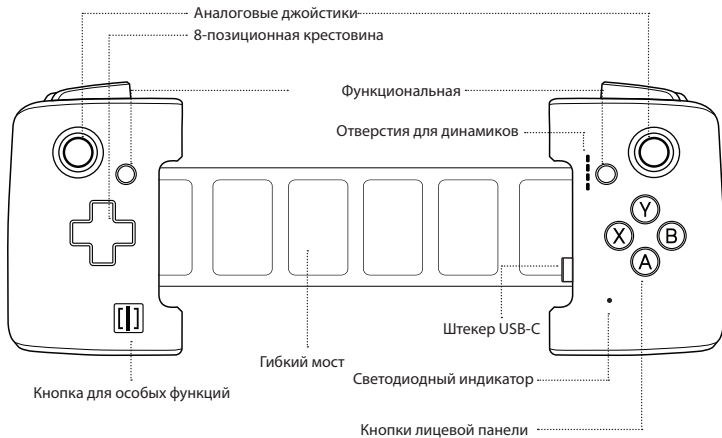 Аналоговые джойстики
8-позиционная крестовина
Функциональная
Отверстия для динамиков
Y
X
B
A
Штекер USB-C
Гибкий мост
Светодиодный индикатор
Кнопка для особых функций
Кнопки лицевой панели